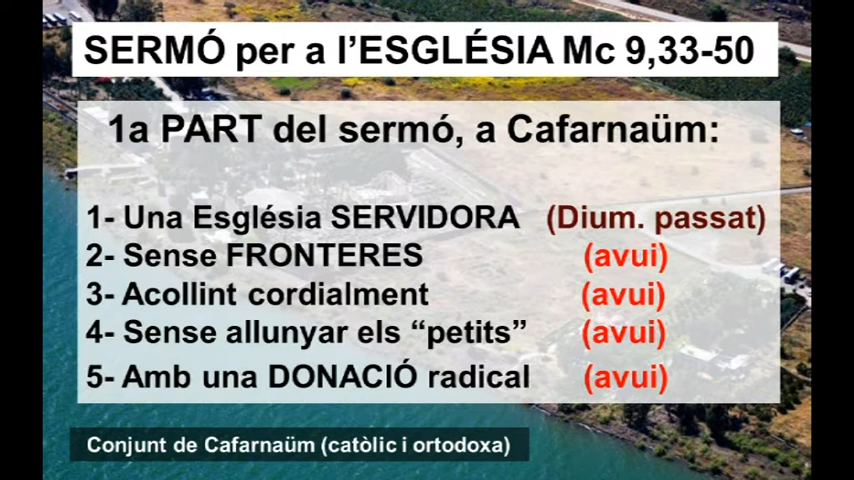 SERMÓ per a l’ESGLÉSIA Mc 9,33-50
1a PART del sermó, a Cafarnaüm:
1- Una Església SERVIDORA (Dium. passat)
2- Sense FRONTERES (avui)
3- Acollint cordialment (avui)
4- Sense allunyar els “petits” (avui)
5- Amb una DONACIÓ radical (avui)
Conjunt de Cafarnaüm (catòlic i ortodoxa)